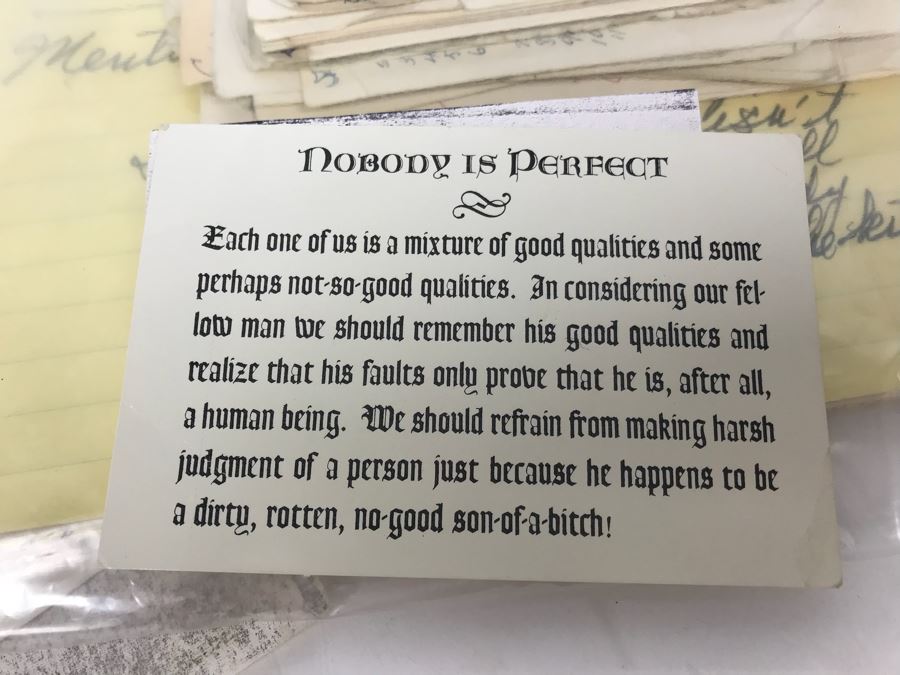 Nobody is Perfect
Each one of us is a mixture of good qualities and some
perhaps not-so-good qualities. In considering our fel-
low man we should remember his good qualities and
realize that his faults only prove that he is, after all,
a human being. We should refrain from making harsh
judgment of a person just because he happens to be
a dirty, rotten, no-good son-of-a-bitch!